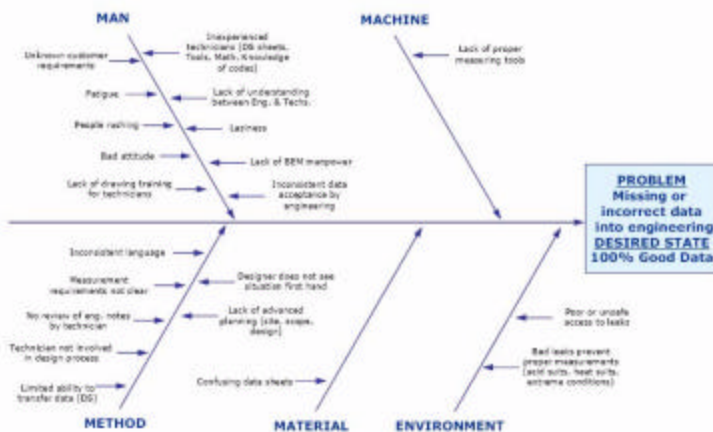 MAN
MACHINE
Unknown customer
requirements
Inexperienced
technicians (DS sheets,
Tools, Math, Knowledge
of codes)
Lack of proper
measuring tools
Fatigue
Lack of understanding
between Eng. & Techs.
People rushing
Laziness
Bad attitude
Lack of BEM manpower
Lack of drawing training
for technicians
Inconsistent data
acceptance by
engineering
PROBLEM
Missing or
incorrect data
into engineering
DESIRED STATE
100% Good Data
Inconsistent language
Measurement
requirements not clear
Designer does not see
situation first hand
No review of eng. notes
by technician
Lack of advanced
planning (site, scope,
design)
Technician not involved
in design process
Limited ability to
transfer data (DS)
Confusing data sheets
Poor or unsafe
access to leaks
Bad leaks prevent
proper measurements
(acid suits, heat suits,
extreme conditions)
METHOD
MATERIAL
ENVIRONMENT